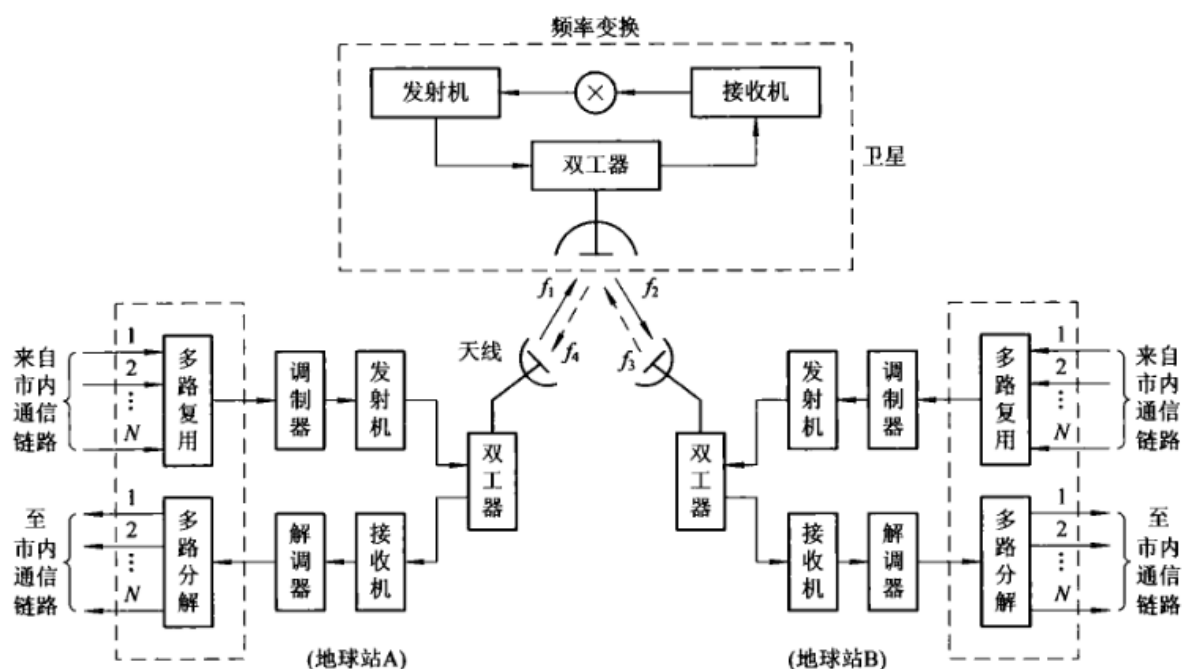 频率变换
发射机
×
接收机
双工器
卫星
f1
f2
f4
f3
天线
来自
市内
通信
链路
1
2
…
N
多路复用
调制器
发射机
双工器
至
市内
通信
链路
1
2
…
N
多路分解
解调器
接收机
(地球站A)
双工器
发射机
调制器
多路复用
1
2
…
N
来自
市内
通信
链路
接收机
解调器
多路分解
1
2
…
N
至
市内
通信
链路
(地球站B)